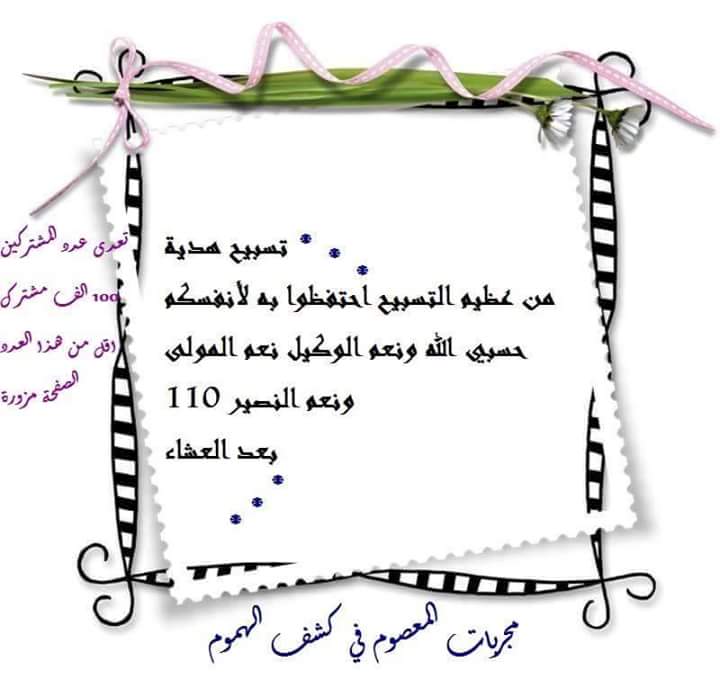 تسبيح هدية
من عظيم التسبيح احتفظوا به لأنفسكم
حسبي الله ونعم الوكيل نعم المولى
ونعم النصير 110
بعد العشاء
تعدى عدد المشتركين
100 الف مشترك
اقل من هذا العدد
الصفحة مزورة
مجربات المعصوم في كشف الهموم